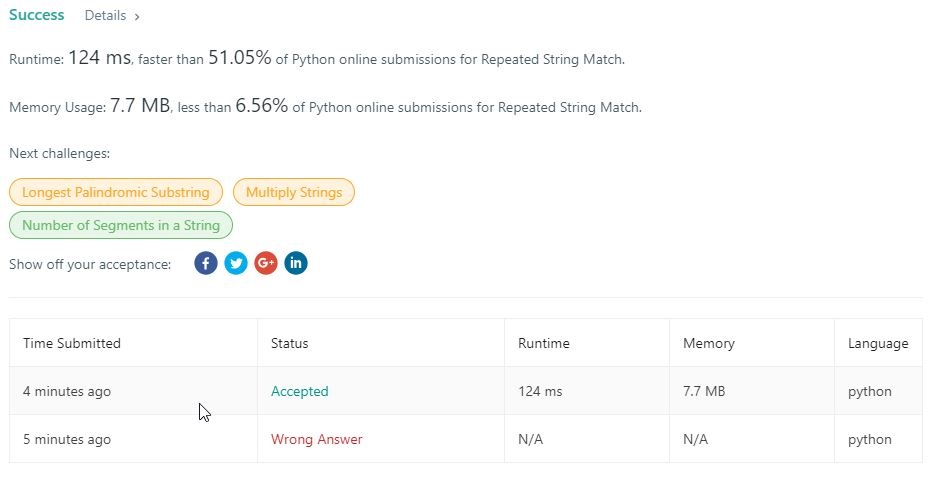 Success Details >
Runtime: 124 ms, faster than 51.05% of Python online submissions for Repeated String Match.
Memory Usage: 7.7 MB, less than 6.56% of Python online submissions for Repeated String Match.
Next challenges:
Longest Palindromic Substring Multiply Strings
Number of Segments in a String
Show off your acceptance: f G+ in
Time Submitted Status Runtime Memory Language
4 minutes ago Accepted 124 ms 7.7 MB python
5 minutes ago Wrong Answer N/A N/A python